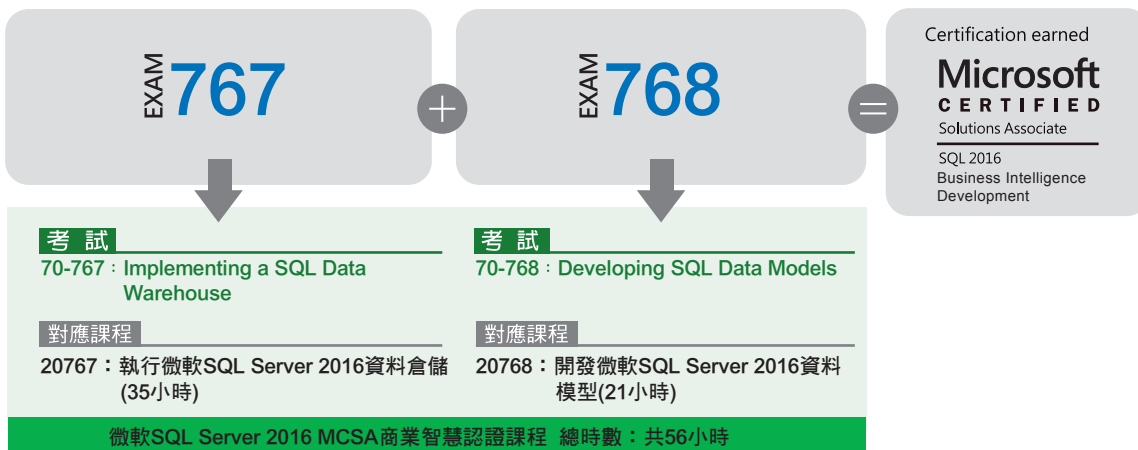 EXAM 767
+
EXAM 768
=
Certification earned
Microsoft
CERTIFIED
Solutions Associate
SQL 2016
Business Intelligence
Development
考試
70-767：Implementing a SQL Data
Warehouse
對應課程
20767：執行微軟SQL Server 2016資料倉儲
(35小時)
考試
70-768：Developing SQL Data Models
對應課程
20768：開發微軟SQL Server 2016資料
模型(21小時)
微軟SQL Server 2016 MCSA商業智慧認證課程 總時數：共56小時